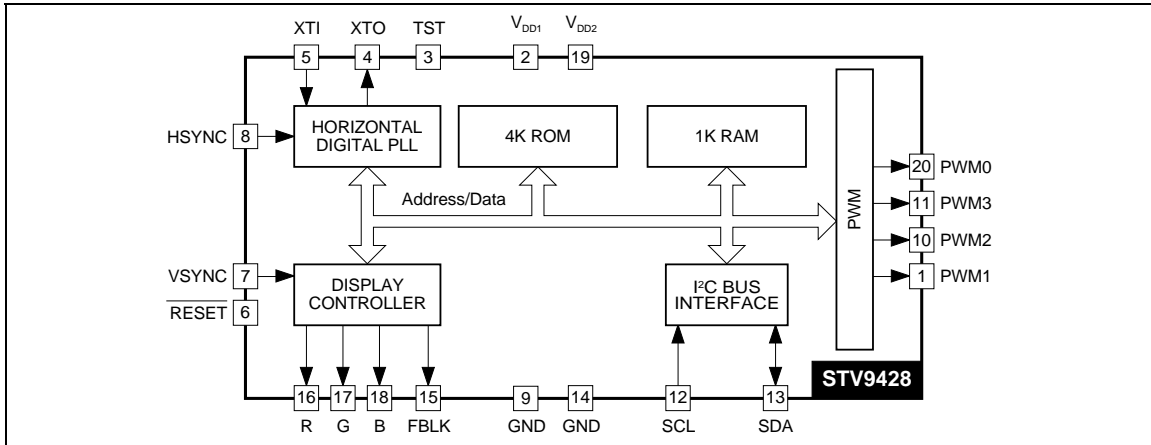 XTI XTO TST VDD1 VDD2
5 4 3 2 19
HSYNC 8
HORIZONTAL
DIGITAL PLL
4K ROM
1K RAM
Address/Data
PWM
20 PWM0
11 PWM3
10 PWM2
1 PWM1
VSYNC 7
RESET 6
DISPLAY
CONTROLLER
I²C BUS
INTERFACE
STV9428
16 17 18 15 9 14 12 13
R G B FBLK GND GND SCL SDA